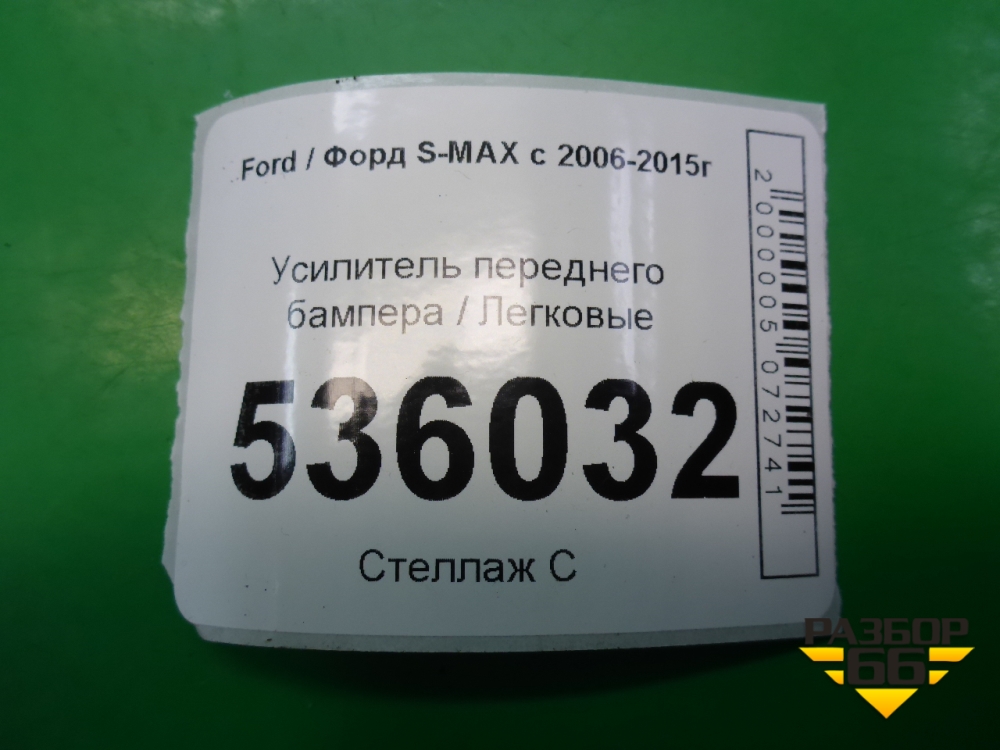 Ford / Форд S-MAX с 2006-2015г
Усилитель переднего
бампера / Легковые
536032
Стеллаж С
2000005072741
РАЗБОР
66